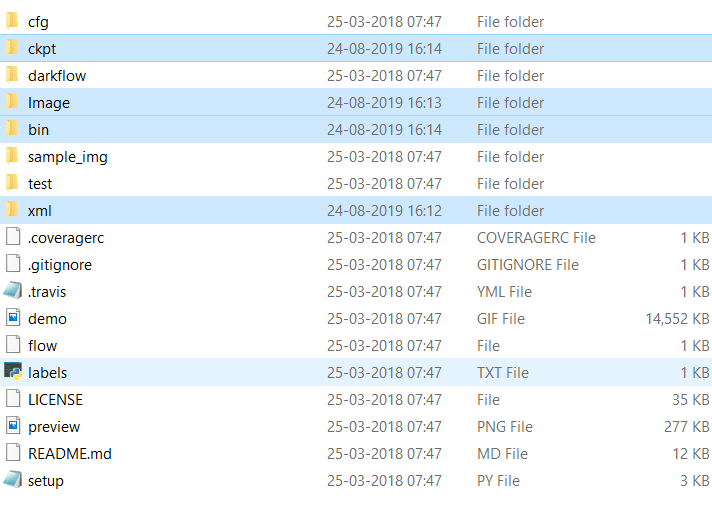 cfg 25-03-2018 07:47 File folder
ckpt 24-08-2019 16:14 File folder
darkflow 25-03-2018 07:47 File folder
Image 24-08-2019 16:13 File folder
bin 24-08-2019 16:14 File folder
sample_img 25-03-2018 07:47 File folder
test 25-03-2018 07:47 File folder
xml 24-08-2019 16:12 File folder
.coveragerc 25-03-2018 07:47 COVERAGERC File 1 KB
.gitignore 25-03-2018 07:47 GITIGNORE File 1 KB
.travis 25-03-2018 07:47 YML File 1 KB
demo 25-03-2018 07:47 GIF File 14,552 KB
flow 25-03-2018 07:47 File 1 KB
labels 25-03-2018 07:47 TXT File 1 KB
LICENSE 25-03-2018 07:47 File 35 KB
preview 25-03-2018 07:47 PNG File 277 KB
README.md 25-03-2018 07:47 MD File 12 KB
setup 25-03-2018 07:47 PY File 3 KB